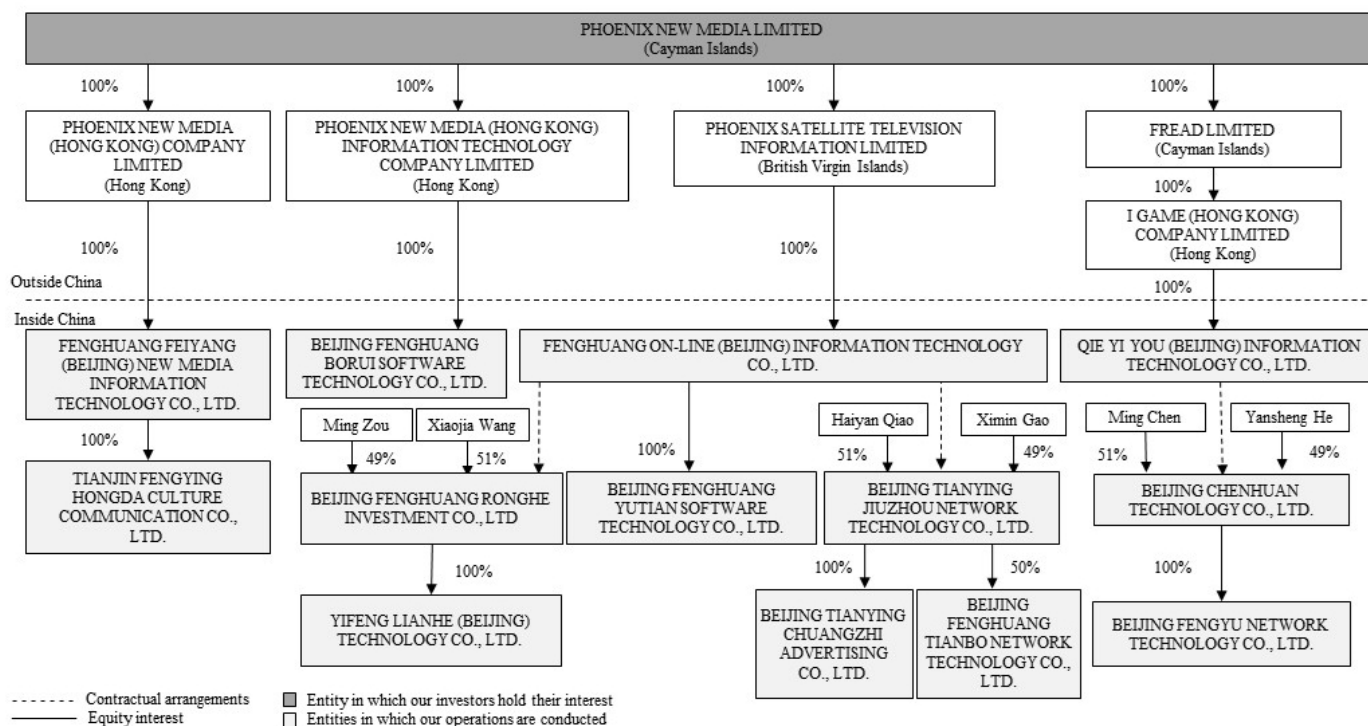 PHOENIX NEW MEDIA LIMITED
(Cayman Islands)
100%
100%
100%
100%
PHOENIX NEW MEDIA
(HONG KONG) COMPANY
LIMITED
(Hong Kong)
PHOENIX NEW MEDIA (HONG KONG)
INFORMATION TECHNOLOGY
COMPANY LIMITED
(Hong Kong)
PHOENIX SATELLITE TELEVISION
INFORMATION LIMITED
(British Virgin Islands)
FREAD LIMITED
(Cayman Islands)
100%
I GAME (HONG KONG)
COMPANY LIMITED
(Hong Kong)
100%
100%
100%
100%
Outside China
Inside China
FENGHUANG FEIYANG
(BEIJING) NEW MEDIA
INFORMATION
TECHNOLOGY CO., LTD.
BEIJING FENGHUANG
BORUI SOFTWARE
TECHNOLOGY CO., LTD.
FENGHUANG ON-LINE (BEIJING) INFORMATION TECHNOLOGY
CO., LTD.
QIE YI YOU (BEIJING) INFORMATION
TECHNOLOGY CO., LTD.
Ming Zou
Xiaojia Wang
Haiyan Qiao
Ximin Gao
Ming Chen
Yansheng He
100%
49%
51%
100%
51%
49%
51%
49%
TIANJIN FENGYING
HONGDA CULTURE
COMMUNICATION CO.,
LTD.
BEIJING FENGHUANG RONGHE
INVESTMENT CO., LTD
BEIJING FENGHUANG
YUTIAN SOFTWARE
TECHNOLOGY CO., LTD.
BEIJING TIANYING
JIUZHOU NETWORK
TECHNOLOGY CO., LTD.
BEIJING CHENHUAN
TECHNOLOGY CO., LTD.
100%
100%
50%
100%
YIFENG LIANHE (BEIJING)
TECHNOLOGY CO., LTD.
BEIJING TIANYING
CHUANGZHI
ADVERTISING
CO., LTD.
BEIJING
FENGHUANG
TIANBO NETWORK
TECHNOLOGY CO.,
LTD.
BEIJING FENGYU NETWORK
TECHNOLOGY CO., LTD.
Contractual arrangements
Equity interest
Entity in which our investors hold their interest
Entities in which our operations are conducted